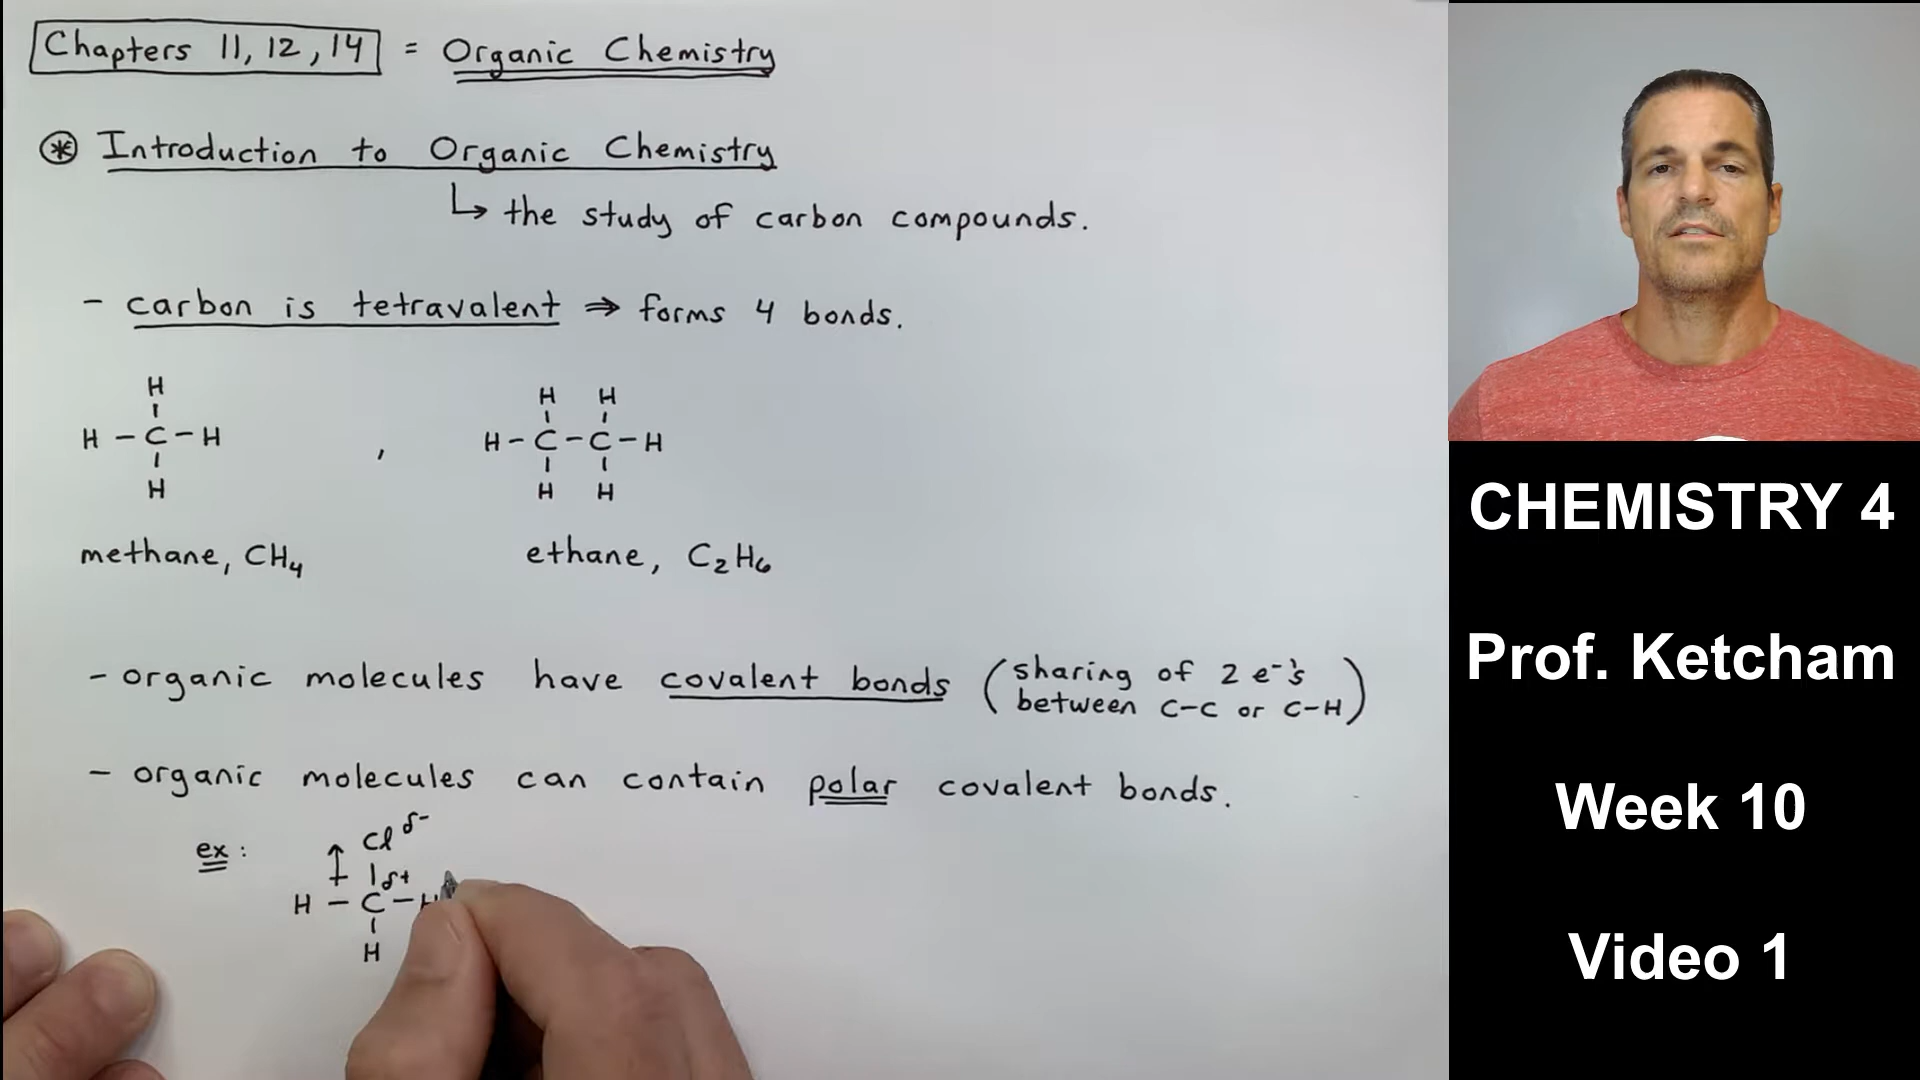 Chapters 11, 12, 14 = Organic Chemistry
⊛ Introduction to Organic Chemistry
↳ the study of carbon compounds.
- carbon is tetravalent ⇒ forms 4 bonds.
H
H - C - H
H
,
H H
H - C - C - H
H H
methane, CH₄
ethane, C₂H₆
- organic molecules have covalent bonds (sharing of 2 e⁻'s
between C-C or C-H)
- organic molecules can contain polar covalent bonds.
ex:
Cl δ-
δ+
H - C - H
H
CHEMISTRY 4
Prof. Ketcham
Week 10
Video 1